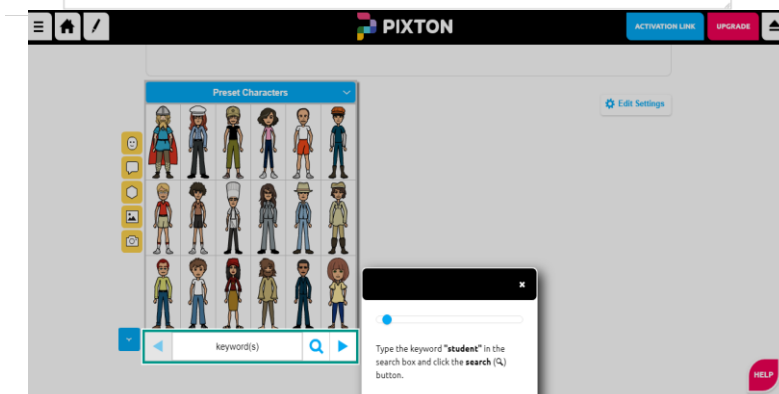 PIXTON
ACTIVATION LINK
UPGRADE
Preset Characters
Edit Settings
keyword(s)
Type the keyword "student" in the
search box and click the search (🔍)
button.
HELP